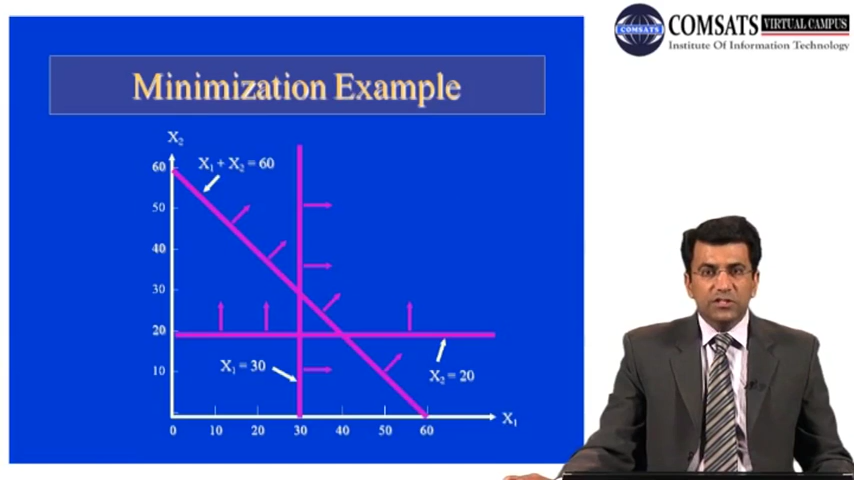 COMSATS
COMSATS VIRTUAL CAMPUS
Institute Of Information Technology
Minimization Example
X₂
60
X₁ + X₂ = 60
50
40
30
20
10
X₁ = 30
X₂ = 20
X₁
0 10 20 30 40 50 60